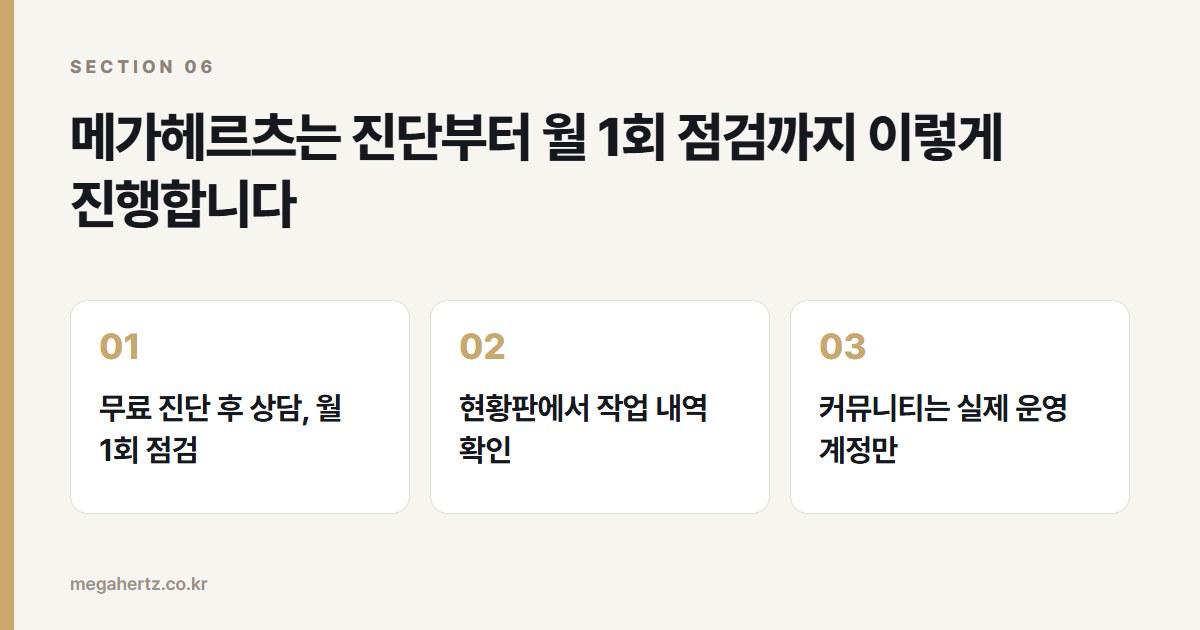 SECTION 06
메가헤르츠는 진단부터 월 1회 점검까지 이렇게
진행합니다
01
무료 진단 후 상담, 월
1회 점검
02
현황판에서 작업 내역
확인
03
커뮤니티는 실제 운영
계정만
megahertz.co.kr